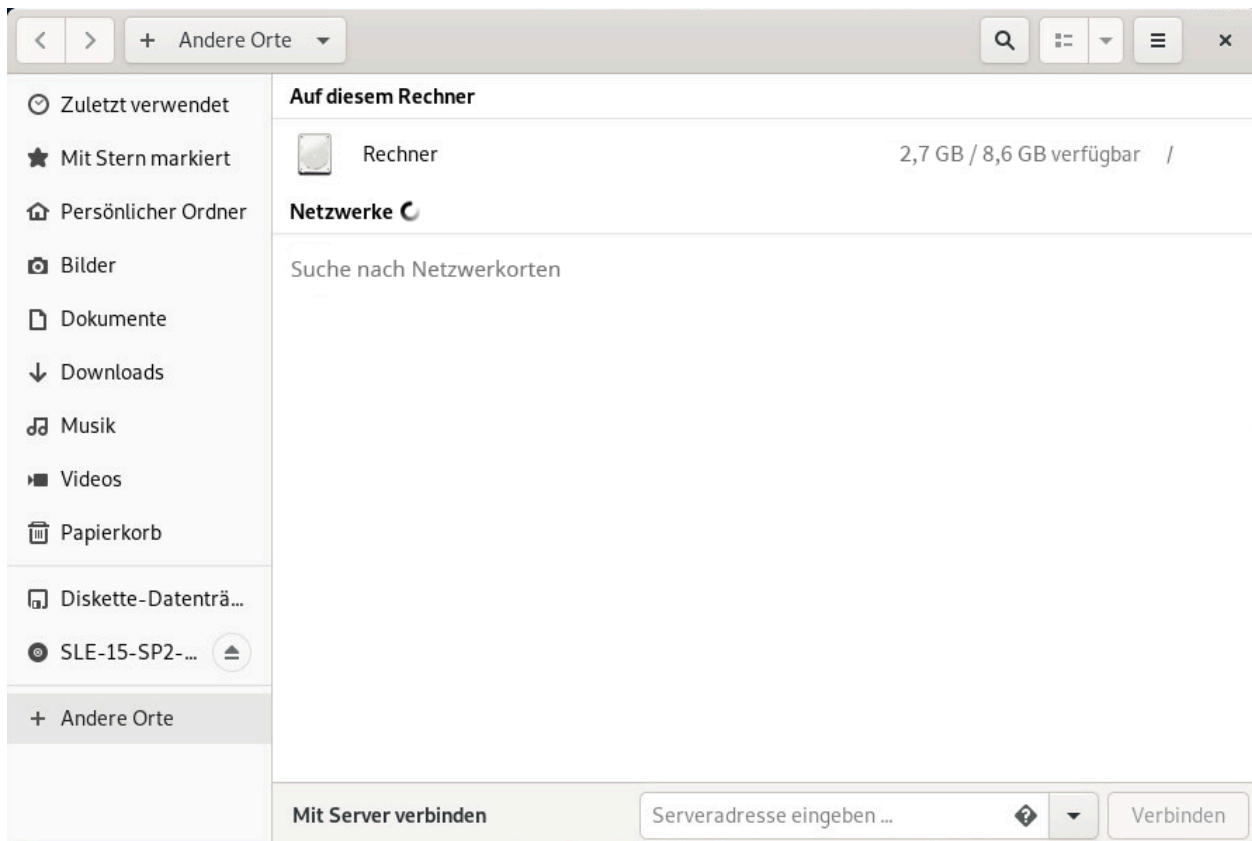 Andere Orte
Zuletzt verwendet
Mit Stern markiert
Persönlicher Ordner
Bilder
Dokumente
Downloads
Musik
Videos
Papierkorb
Diskette-Datenträ...
SLE-15-SP2-...
Andere Orte
Auf diesem Rechner
Rechner 2,7 GB / 8,6 GB verfügbar /
Netzwerke
Suche nach Netzwerkorten
Mit Server verbinden Serveradresse eingeben ... Verbinden